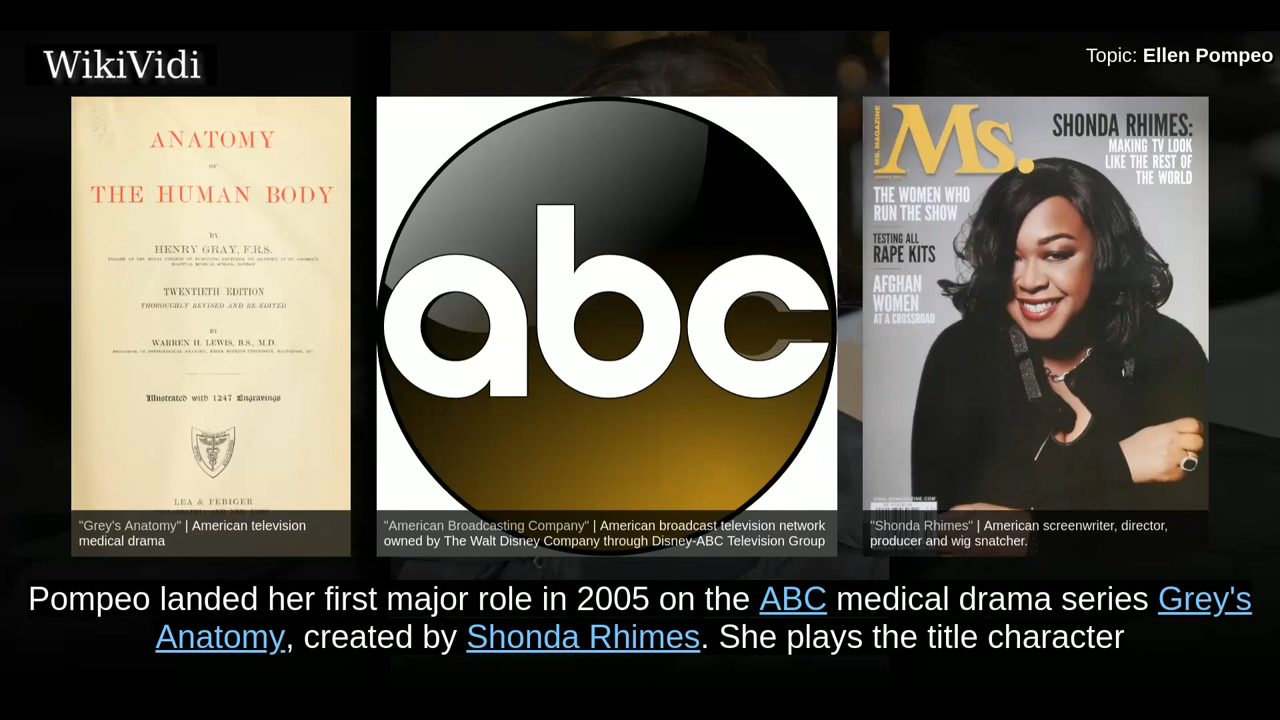 WikiVidi
Topic: Ellen Pompeo
ANATOMY
OF
THE HUMAN BODY
BY
HENRY GRAY, F.R.S.
TWENTIETH EDITION
THOROUGHLY REVISED AND RE-EDITED
BY
WARREN H. LEWIS, B.S., M.D.
Illustrated with 1247 Engravings
LEA & FEBIGER
"Grey's Anatomy" | American television
medical drama
abc
"American Broadcasting Company" | American broadcast television network
owned by The Walt Disney Company through Disney-ABC Television Group
MS. MAGAZINE
Ms.
SHONDA RHIMES:
MAKING TV LOOK
LIKE THE REST OF
THE WORLD
THE WOMEN WHO
RUN THE SHOW
TESTING ALL
RAPE KITS
AFGHAN
WOMEN
AT A CROSSROAD
"Shonda Rhimes" | American screenwriter, director,
producer and wig snatcher.
Pompeo landed her first major role in 2005 on the ABC medical drama series Grey's
Anatomy, created by Shonda Rhimes. She plays the title character